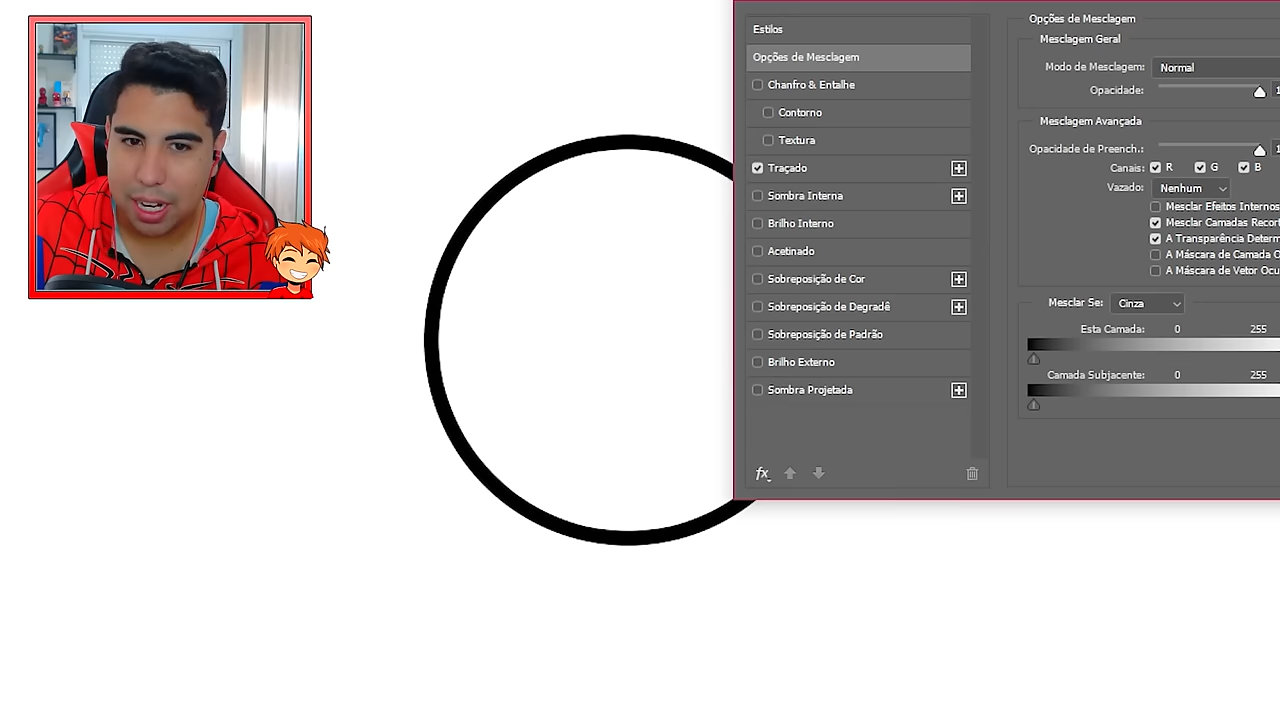 Estilos
Opções de Mesclagem
Chanfro & Entalhe
Contorno
Textura
Traçado
Sombra Interna
Brilho Interno
Acetinado
Sobreposição de Cor
Sobreposição de Degradê
Sobreposição de Padrão
Brilho Externo
Sombra Projetada
fx
Opções de Mesclagem
Mesclagem Geral
Modo de Mesclagem: Normal
Opacidade:
Mesclagem Avançada
Opacidade de Preench.:
Canais: R G B
Vazado: Nenhum
Mesclar Efeitos Internos
Mesclar Camadas
A Transparência
A Máscara de Camada
A Máscara de Vetor
Mesclar Se: Cinza
Esta Camada: 0 255
Camada Subjacente: 0 255